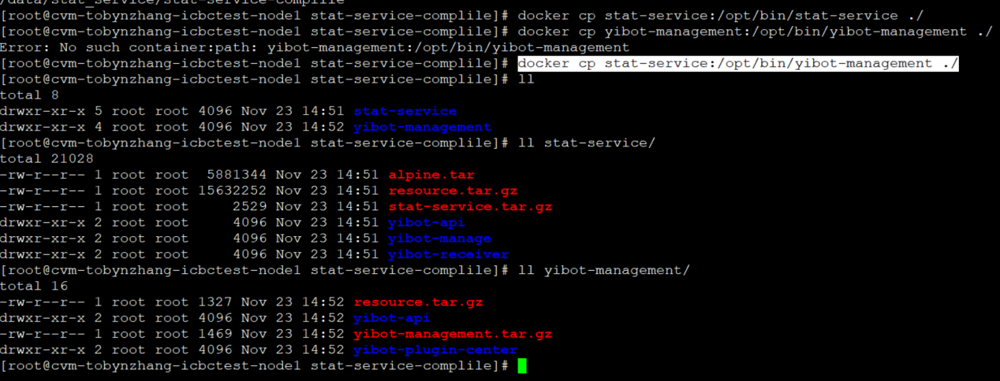 /data/stat_service/stat-service-complile
[root@cvm-tobynzhang-icbctest-node1 stat-service-complile]# docker cp stat-service:/opt/bin/stat-service ./
[root@cvm-tobynzhang-icbctest-node1 stat-service-complile]# docker cp yibot-management:/opt/bin/yibot-management ./
Error: No such container:path: yibot-management:/opt/bin/yibot-management
[root@cvm-tobynzhang-icbctest-node1 stat-service-complile]# docker cp stat-service:/opt/bin/yibot-management ./
[root@cvm-tobynzhang-icbctest-node1 stat-service-complile]# ll
total 8
drwxr-xr-x 5 root root 4096 Nov 23 14:51 stat-service
drwxr-xr-x 4 root root 4096 Nov 23 14:52 yibot-management
[root@cvm-tobynzhang-icbctest-node1 stat-service-complile]# ll stat-service/
total 21028
-rw-r--r-- 1 root root  5881344 Nov 23 14:51 alpine.tar
-rw-r--r-- 1 root root 15632252 Nov 23 14:51 resource.tar.gz
-rw-r--r-- 1 root root     2529 Nov 23 14:51 stat-service.tar.gz
drwxr-xr-x 2 root root     4096 Nov 23 14:51 yibot-api
drwxr-xr-x 2 root root     4096 Nov 23 14:51 yibot-manage
drwxr-xr-x 2 root root     4096 Nov 23 14:51 yibot-receiver
[root@cvm-tobynzhang-icbctest-node1 stat-service-complile]# ll yibot-management/
total 16
-rw-r--r-- 1 root root 1327 Nov 23 14:52 resource.tar.gz
drwxr-xr-x 2 root root 4096 Nov 23 14:52 yibot-api
-rw-r--r-- 1 root root 1469 Nov 23 14:52 yibot-management.tar.gz
drwxr-xr-x 2 root root 4096 Nov 23 14:52 yibot-plugin-center
[root@cvm-tobynzhang-icbctest-node1 stat-service-complile]#